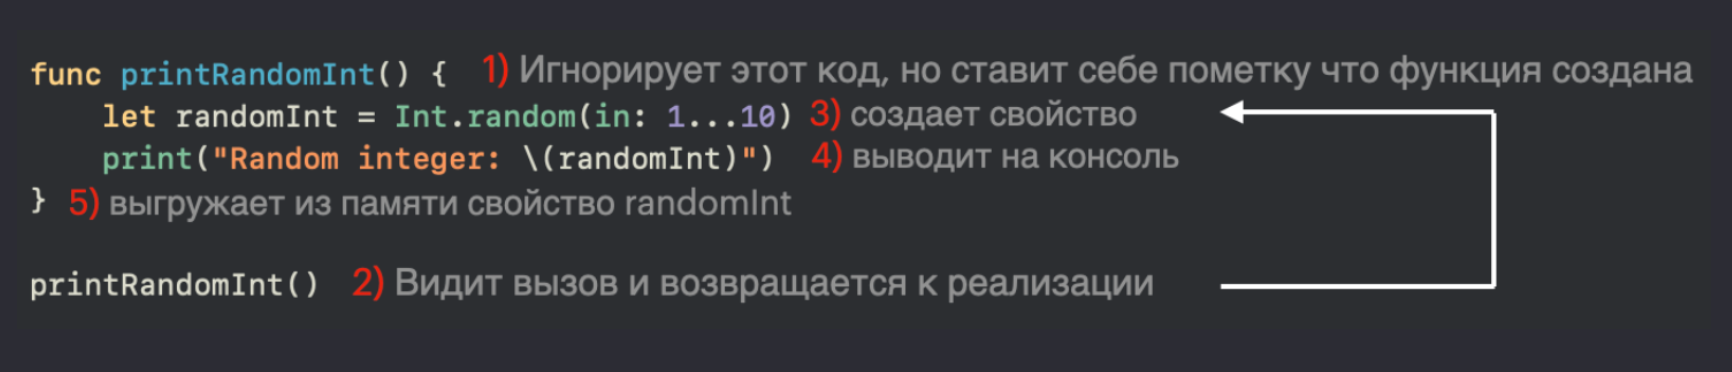 func printRandomInt() { 1) Игнорирует этот код, но ставит себе пометку что функция создана
let randomInt = Int.random(in: 1...10) 3) создает свойство
print("Random integer: \(randomInt)") 4) выводит на консоль
} 5) выгружает из памяти свойство randomInt
printRandomInt() 2) Видит вызов и возвращается к реализации